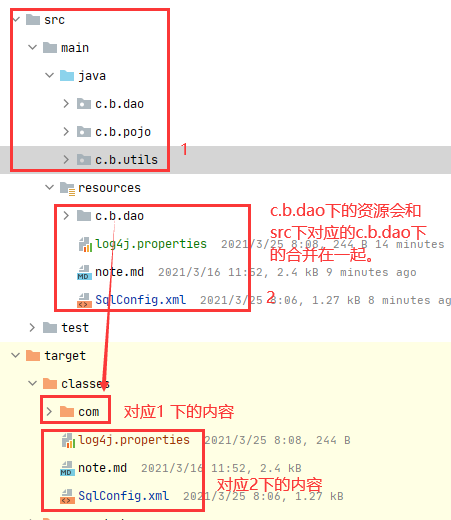 src
main
java
c.b.dao
c.b.pojo
c.b.utils
1
resources
c.b.dao
c.b.dao下的资源会和
src下对应的c.b.dao下
的合并在一起。
log4j.properties 2021/3/25 8:08, 244 B 14 minutes
note.md 2021/3/16 11:52, 2.4 kB 9 minutes ago
SqlConfig.xml 2021/3/25 8:06, 1.27 kB 8 minutes ag
2
test
target
classes
com
对应1 下的内容
log4j.properties 2021/3/25 8:08, 244 B
note.md 2021/3/16 11:52, 2.4 kB
SqlConfig.xml 2021/3/25 8:06, 1.27 kB
对应2下的内容